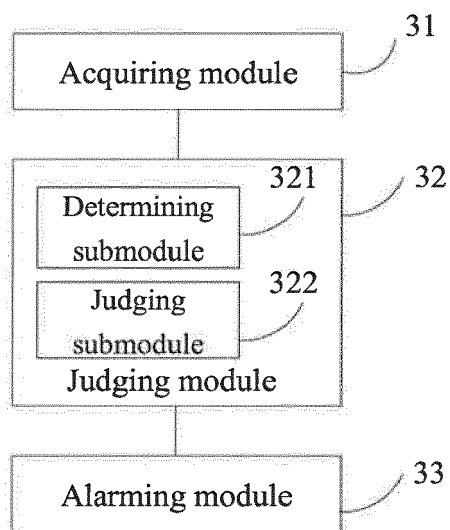 31
Acquiring module
321
32
Determining
submodule
322
Judging
submodule
Judging module
33
Alarming module